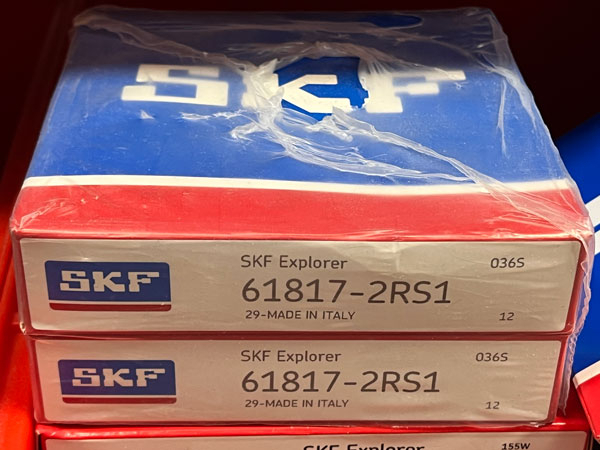 SKF
SKF
SKF Explorer
036S
61817-2RS1
29-MADE IN ITALY
12
SKF
SKF Explorer
036S
61817-2RS1
29-MADE IN ITALY
12
SKF Explorer
155W